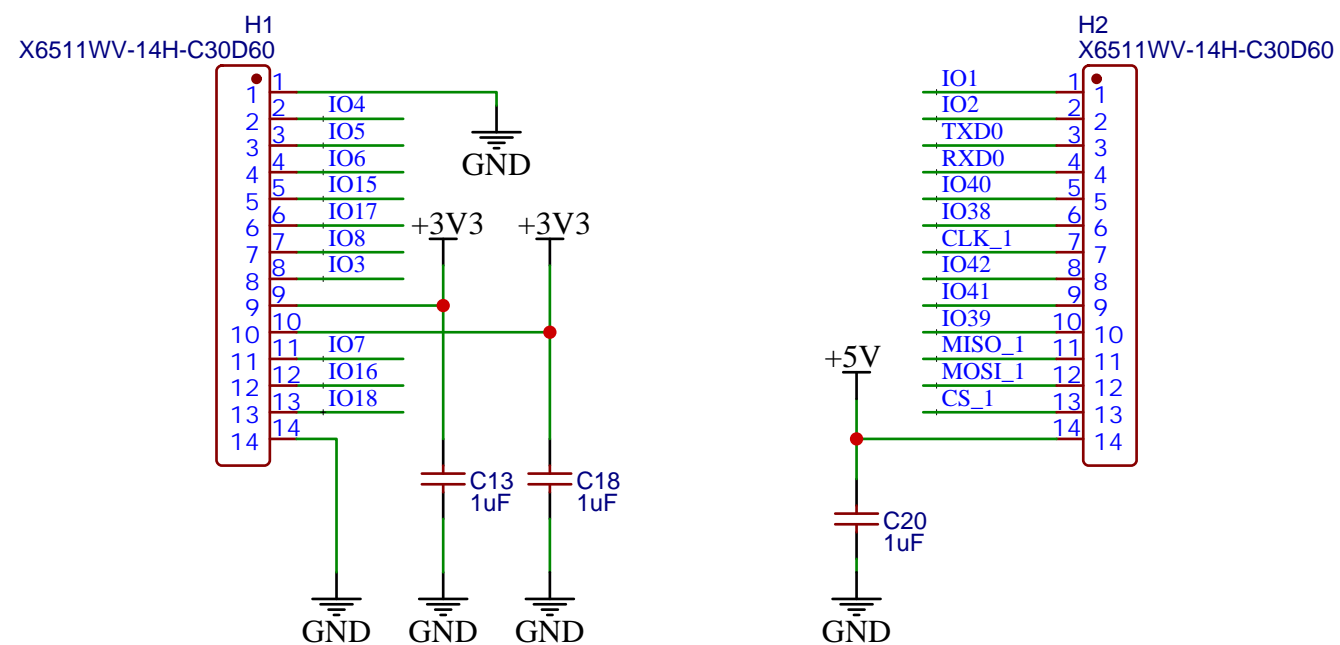 H1
X6511WV-14H-C30D60
1 1
2 2 IO4
3 3 IO5
4 4 IO6
5 5 IO15
6 6 IO17
7 7 IO8
8 8 IO3
9 9
10 10
11 11 IO7
12 12 IO16
13 13 IO18
14 14
GND
+3V3
+3V3
C13
1uF
C18
1uF
GND
GND
GND
H2
X6511WV-14H-C30D60
IO1 1 1
IO2 2 2
TXD0 3 3
RXD0 4 4
IO40 5 5
IO38 6 6
CLK_1 7 7
IO42 8 8
IO41 9 9
IO39 10 10
MISO_1 11 11
MOSI_1 12 12
CS_1 13 13
14 14
+5V
C20
1uF
GND